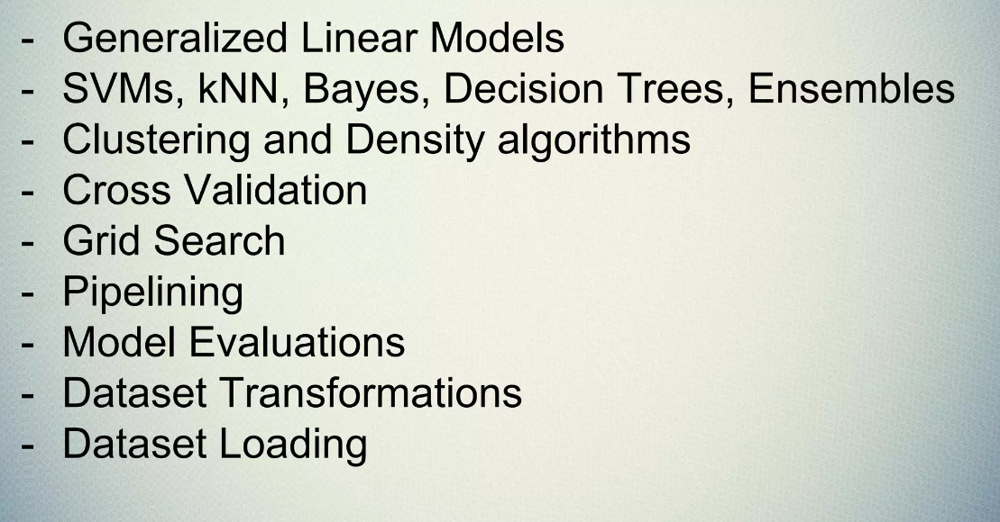 - Generalized Linear Models
- SVMs, kNN, Bayes, Decision Trees, Ensembles
- Clustering and Density algorithms
- Cross Validation
- Grid Search
- Pipelining
- Model Evaluations
- Dataset Transformations
- Dataset Loading